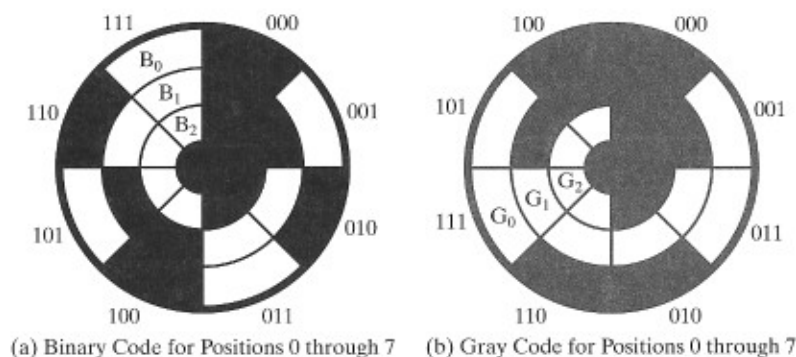 111 000
B0
B1
B2
110 001
101 010
100 011
(a) Binary Code for Positions 0 through 7
100 000
101 001
G2
G1
G0
111 011
110 010
(b) Gray Code for Positions 0 through 7